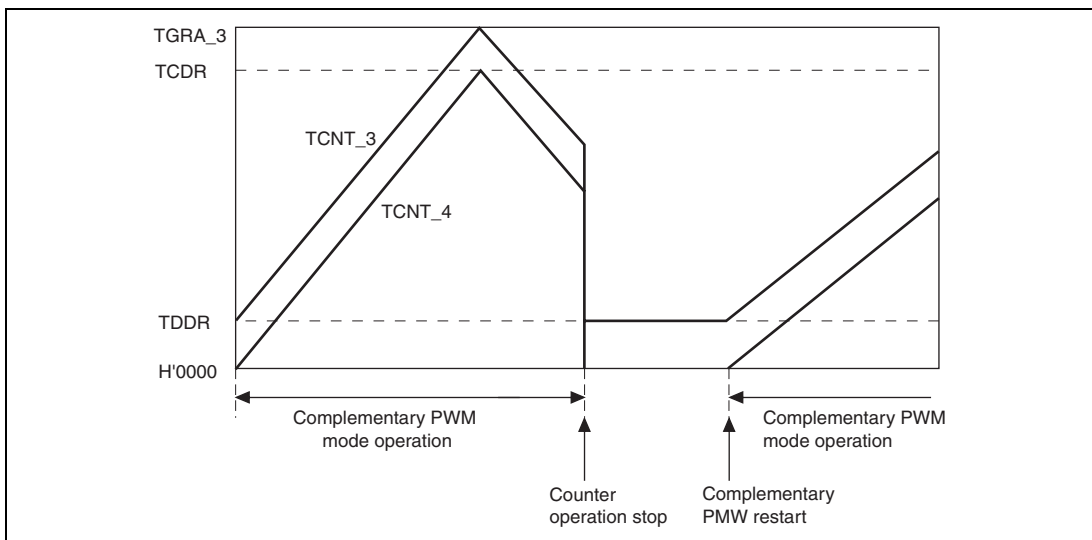 TGRA_3
TCDR
TCNT_3
TCNT_4
TDDR
H'0000
Complementary PWM
mode operation
Complementary PWM
mode operation
Counter
operation stop
Complementary
PMW restart